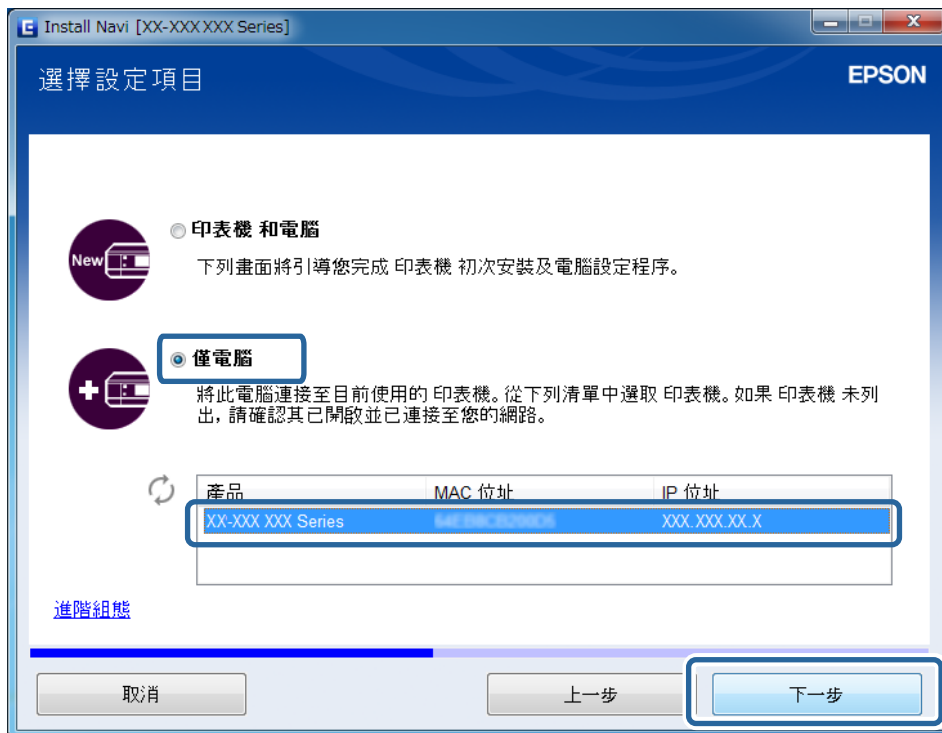 Install Navi [XX-XXX XXX Series]
選擇設定項目
EPSON
New
印表機 和電腦
下列畫面將引導您完成 印表機 初次安裝及電腦設定程序。
僅電腦
將此電腦連接至目前使用的 印表機。從下列清單中選取 印表機。如果 印表機 未列
出, 請確認其已開啟並已連接至您的網路。
產品 MAC 位址 IP 位址
XX-XXX XXX Series XXX.XXX.XX.X
進階組態
取消
上一步
下一步